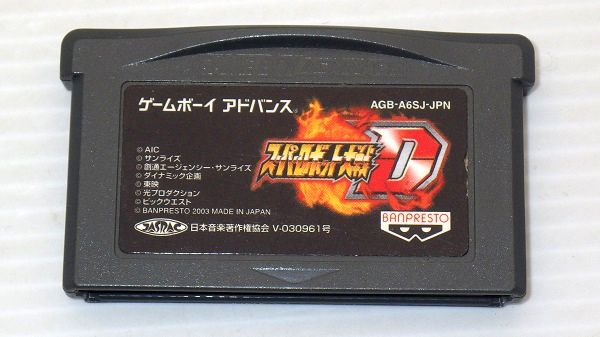 ゲームボーイ アドバンス
AGB-A6SJ-JPN
© AIC
© サンライズ
© 創通エージェンシー・サンライズ
© ダイナミック企画
© 東映
© 光プロダクション
© ビックウエスト
© BANPRESTO 2003 MADE IN JAPAN
スーパーロボット大戦D
BANPRESTO
JASRAC
日本音楽著作権協会 V-030961号